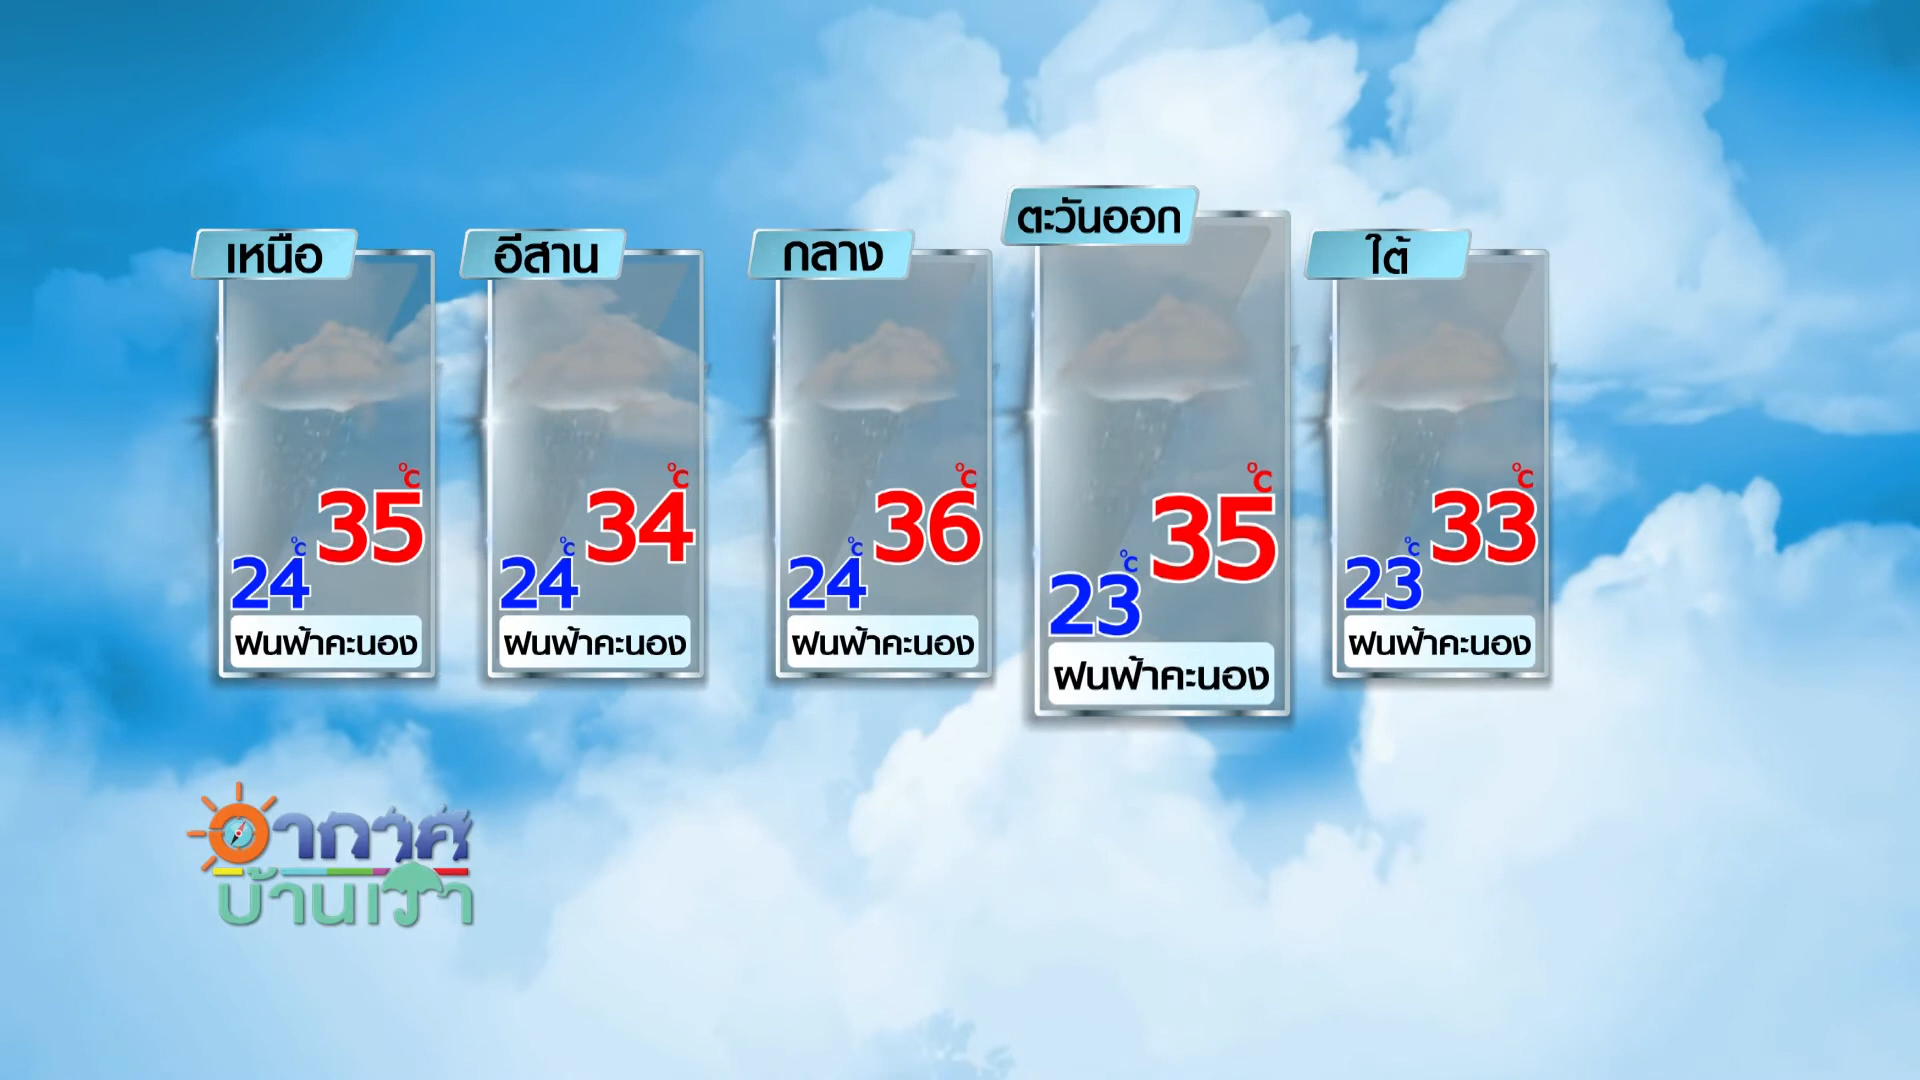 เหนือ
35°C
24°C
ฝนฟ้าคะนอง
อีสาน
34°C
24°C
ฝนฟ้าคะนอง
กลาง
36°C
24°C
ฝนฟ้าคะนอง
ตะวันออก
35°C
23°C
ฝนฟ้าคะนอง
ใต้
33°C
23°C
ฝนฟ้าคะนอง
อากาศ
บ้านเรา